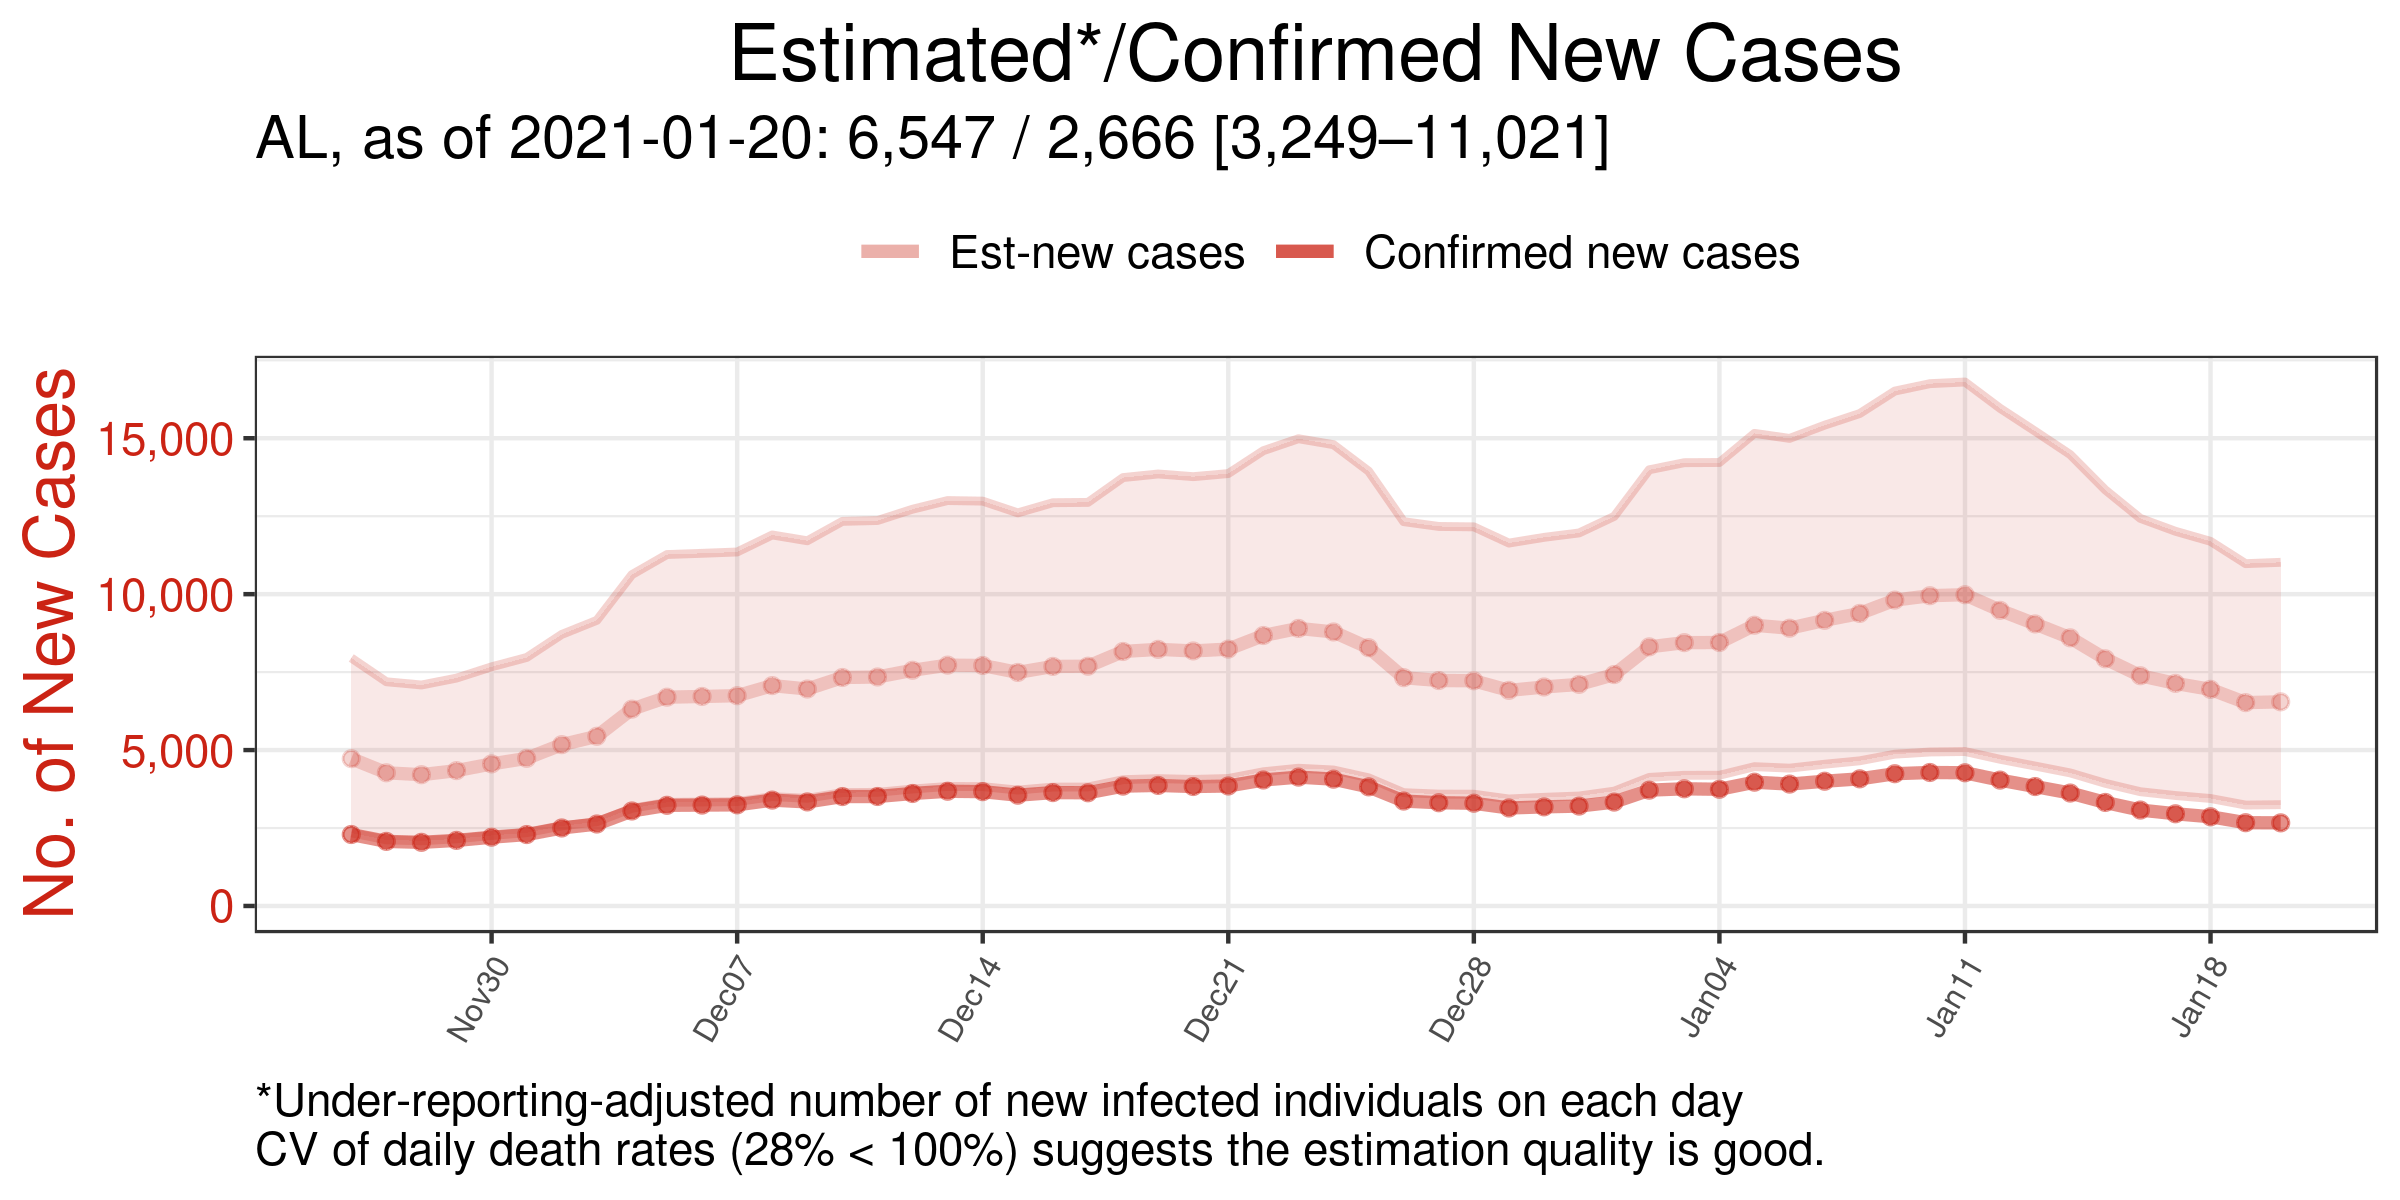 Estimated*/Confirmed New Cases
AL, as of 2021-01-20: 6,547 / 2,666 [3,249–11,021]
Est-new cases
Confirmed new cases
No. of New Cases
15,000
10,000
5,000
0
Nov30
Dec07
Dec14
Dec21
Dec28
Jan04
Jan11
Jan18
*Under-reporting-adjusted number of new infected individuals on each day
CV of daily death rates (28% < 100%) suggests the estimation quality is good.